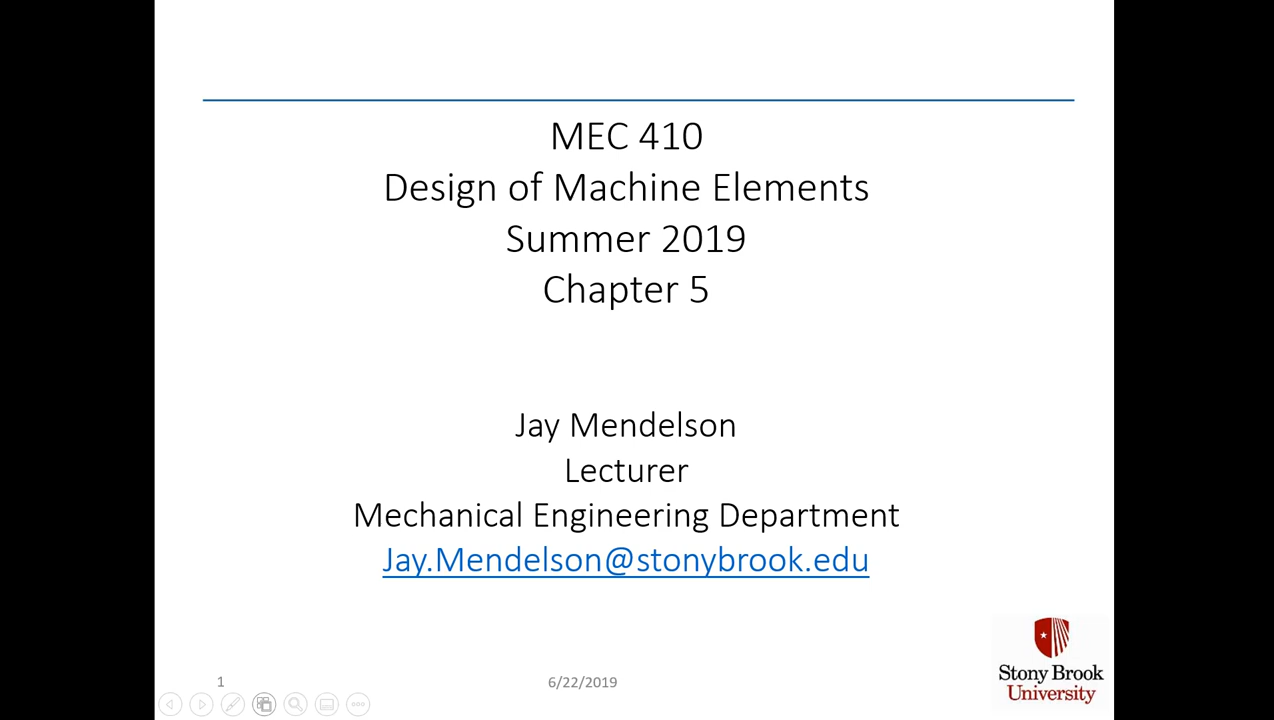 MEC 410
Design of Machine Elements
Summer 2019
Chapter 5
Jay Mendelson
Lecturer
Mechanical Engineering Department
Jay.Mendelson@stonybrook.edu
Stony Brook
University
1
6/22/2019